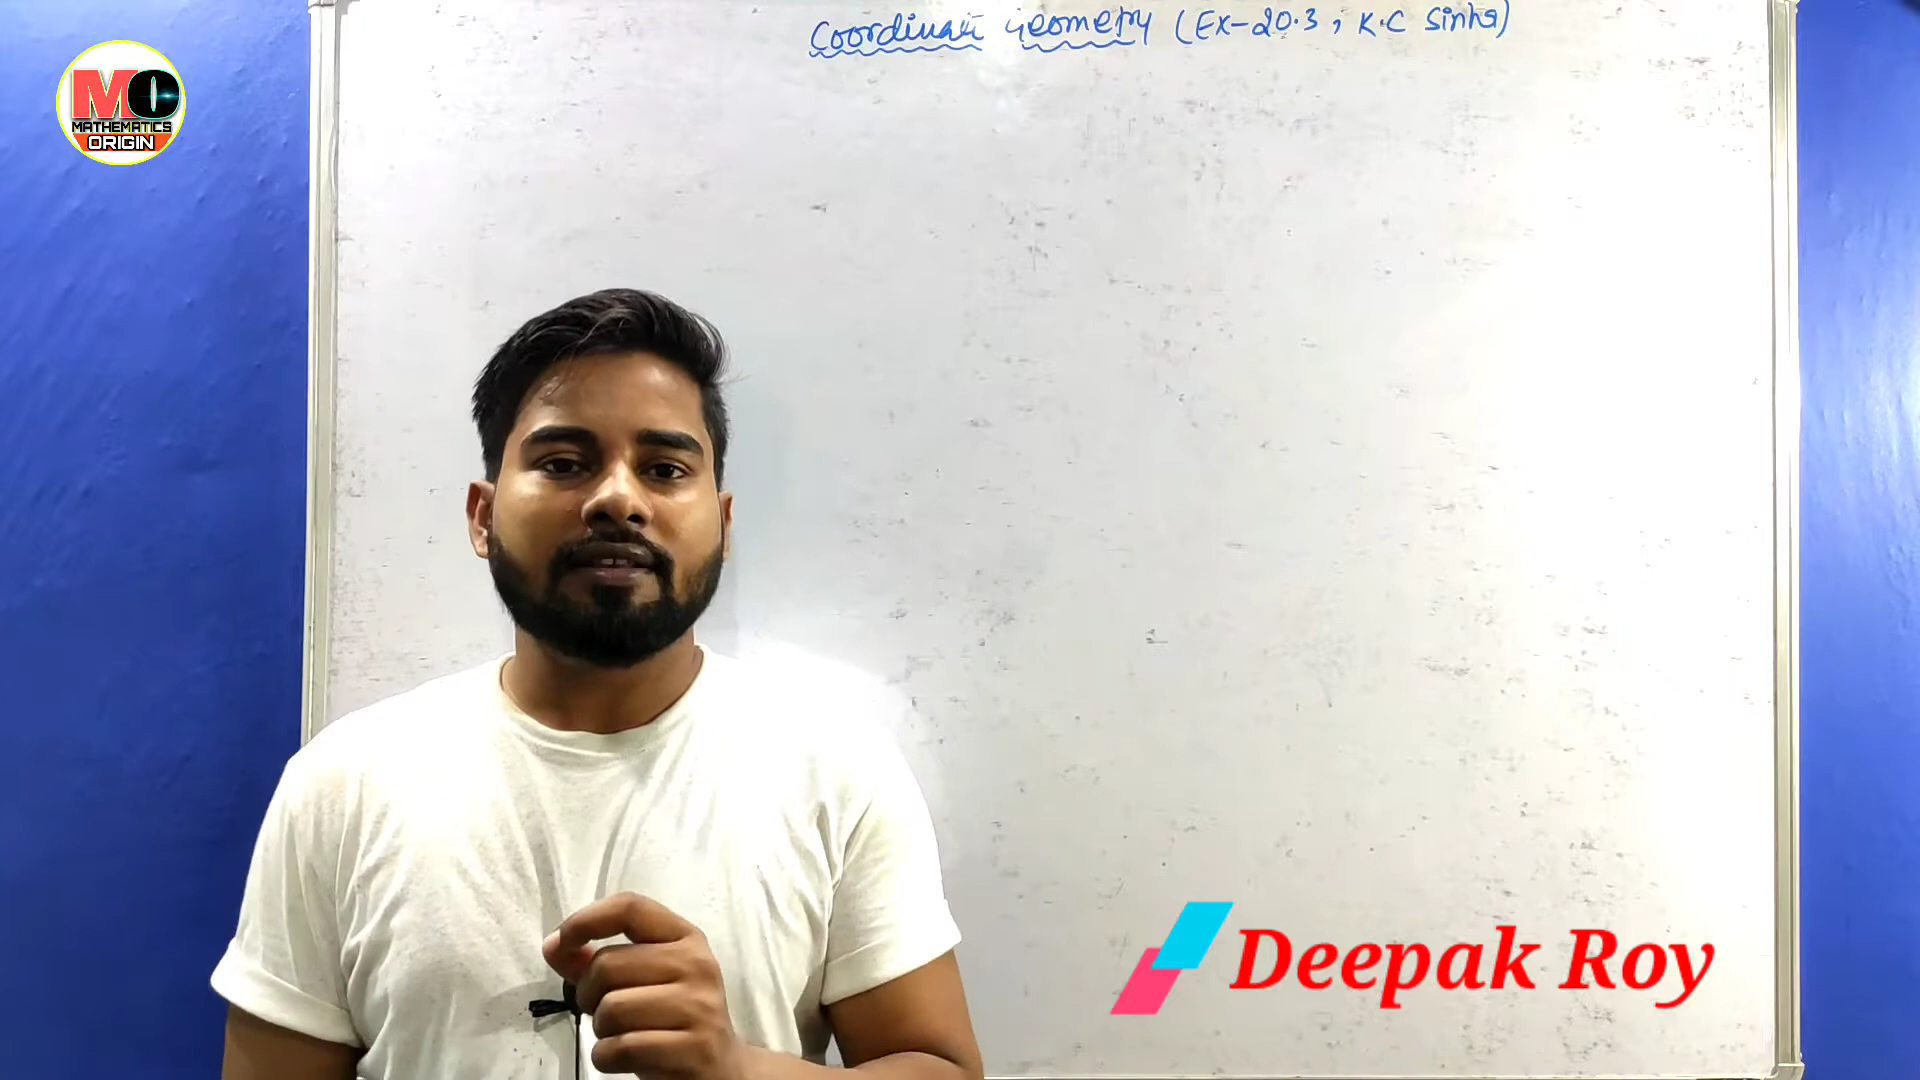 Coordinate Geometry (Ex-20.3, K.C Sinha)
MO
MATHEMATICS
ORIGIN
Deepak Roy